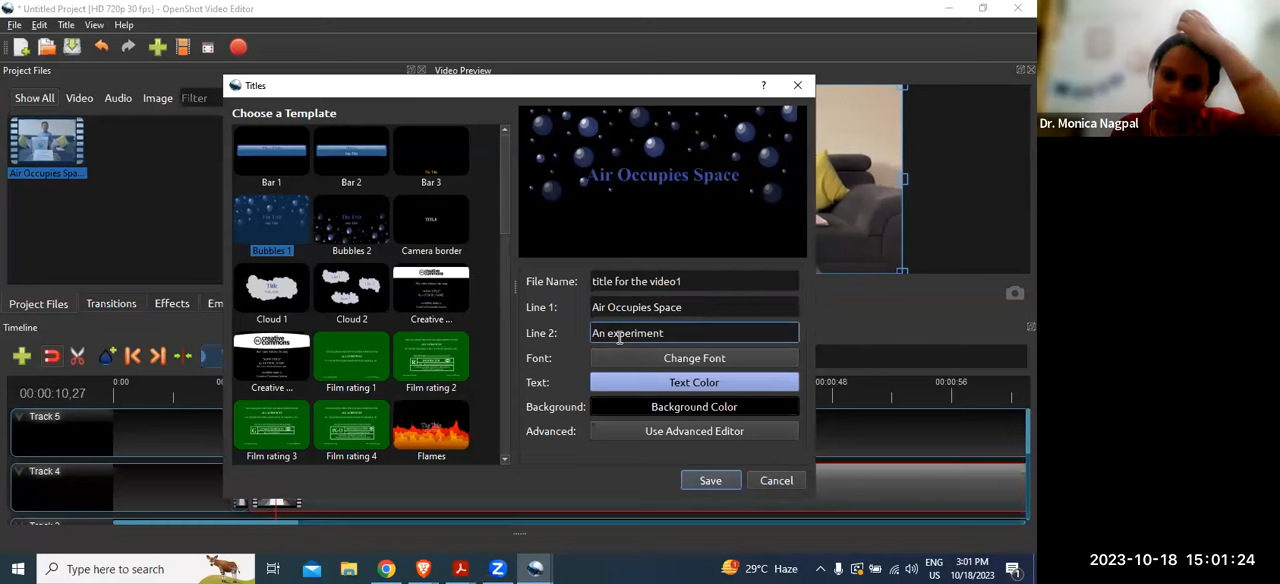 * Untitled Project [HD 720p 30 fps] - OpenShot Video Editor
File Edit Title View Help
Project Files
Video Preview
Show All Video Audio Image Filter
Air Occupies Spa...
Project Files Transitions Effects Em
Timeline
00:00:10,27
0:00
00:00:48
00:00:56
Track 5
Track 4
Titles
?
Choose a Template
Bar 1 Bar 2 Bar 3
Bubbles 1 Bubbles 2 Camera border
Cloud 1 Cloud 2 Creative ...
Creative ... Film rating 1 Film rating 2
Film rating 3 Film rating 4 Flames
Air Occupies Space
File Name: title for the video1
Line 1: Air Occupies Space
Line 2: An experiment
Font: Change Font
Text: Text Color
Background: Background Color
Advanced: Use Advanced Editor
Save Cancel
Dr. Monica Nagpal
Type here to search
29°C Haze
ENG
US
3:01 PM
10/18/2023
2023-10-18 15:01:24